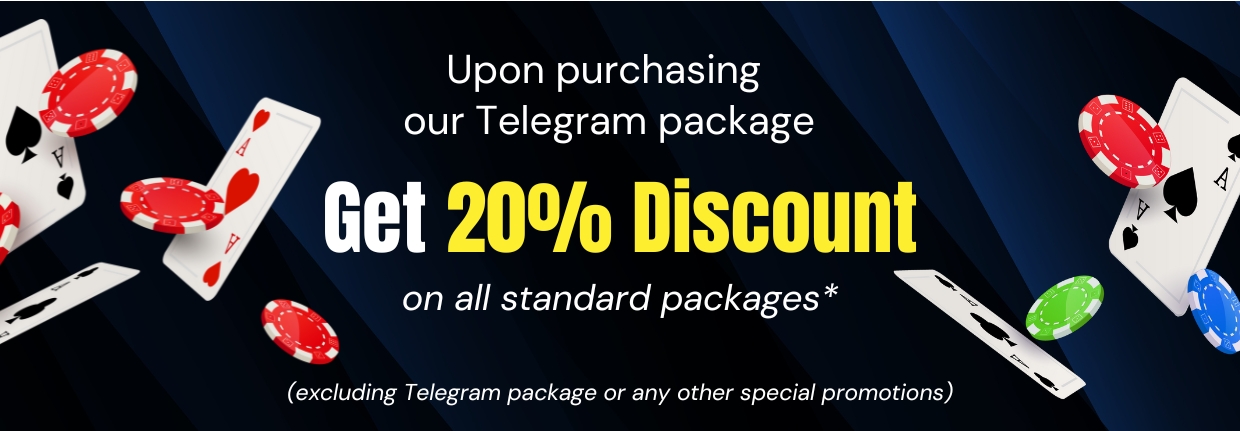 Upon purchasing
our Telegram package
Get 20% Discount
on all standard packages*
(excluding Telegram package or any other special promotions)
A
A
A
A
A